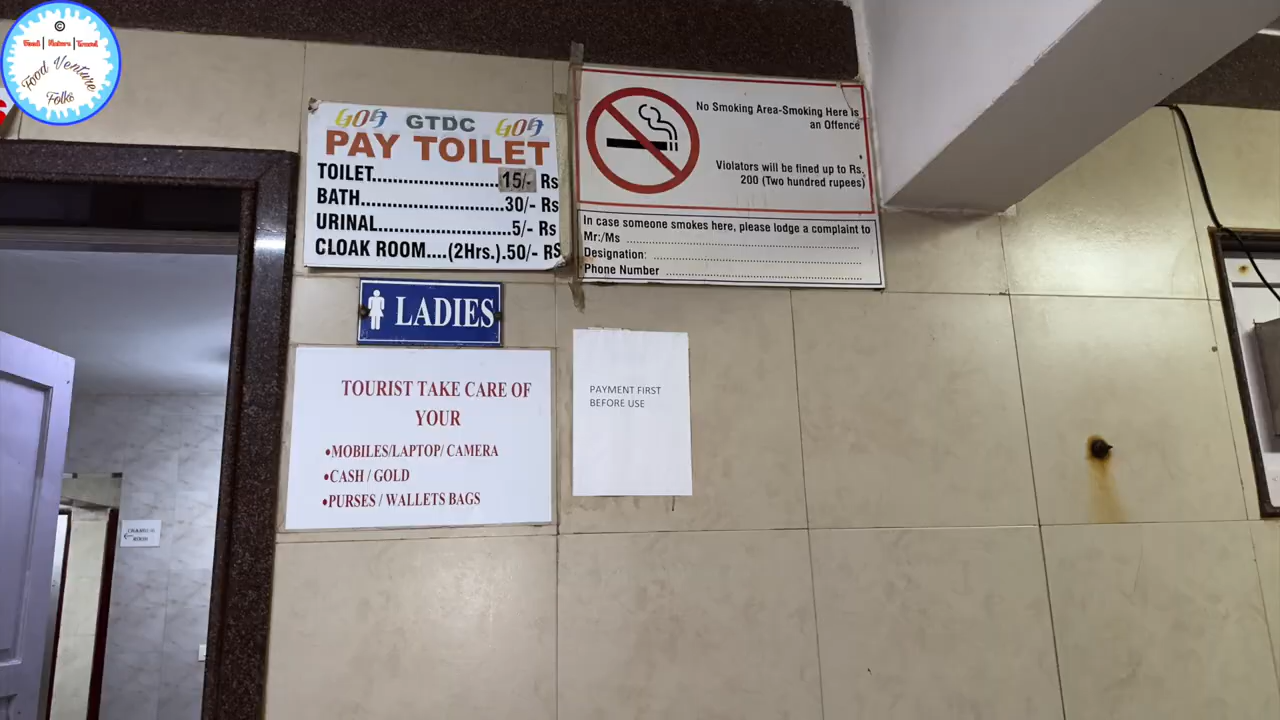 ©
Food | Nature | Travel
Food Venture
Folks
GOA GTDC GOA
PAY TOILET
TOILET..............................15/- Rs
BATH..................................30/- Rs
URINAL...............................5/- Rs
CLOAK ROOM....(2Hrs.).50/- RS
No Smoking Area-Smoking Here is
an Offence
Violators will be fined up to Rs.
200 (Two hundred rupees)
In case someone smokes here, please lodge a complaint to
Mr:/Ms ..........................................................
Designation: ....................................................
Phone Number ................................................
LADIES
TOURIST TAKE CARE OF
YOUR
•MOBILES/LAPTOP/ CAMERA
•CASH / GOLD
•PURSES / WALLETS BAGS
PAYMENT FIRST
BEFORE USE